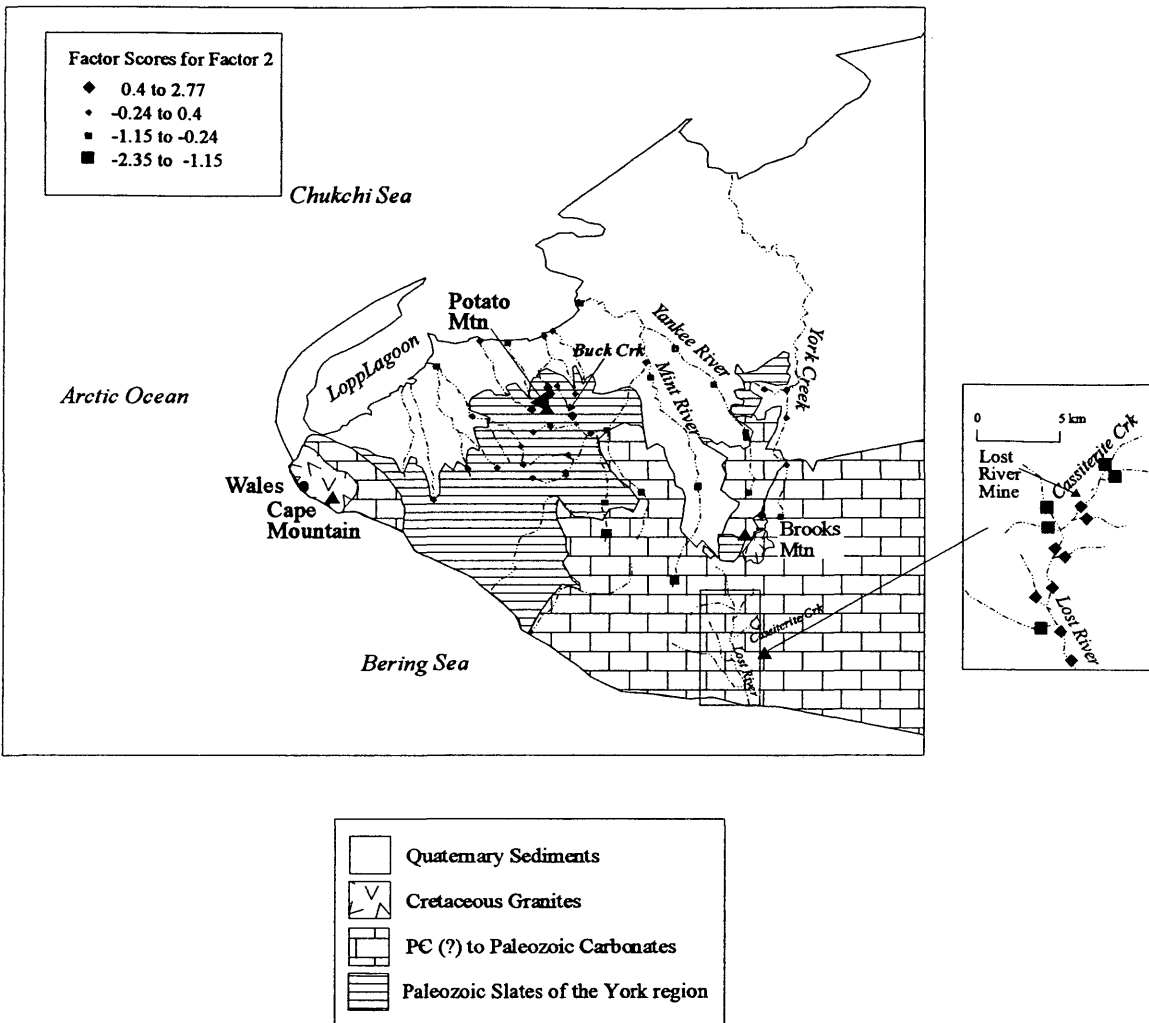 Factor Scores for Factor 2
0.4 to 2.77
-0.24 to 0.4
-1.15 to -0.24
-2.35 to -1.15
Chukchi Sea
Potato
Mtn
Yankee River
Buck Crk
LoppLagoon
Mint River
York Creek
Arctic Ocean
0 5 km
Cassiterite Crk
Lost
River
Mine
Wales
Cape
Mountain
Brooks
Mtn
Cassiterite Crk
Lost River
Lost River
Bering Sea
Quaternary Sediments
Cretaceous Granites
PЄ (?) to Paleozoic Carbonates
Paleozoic Slates of the York region